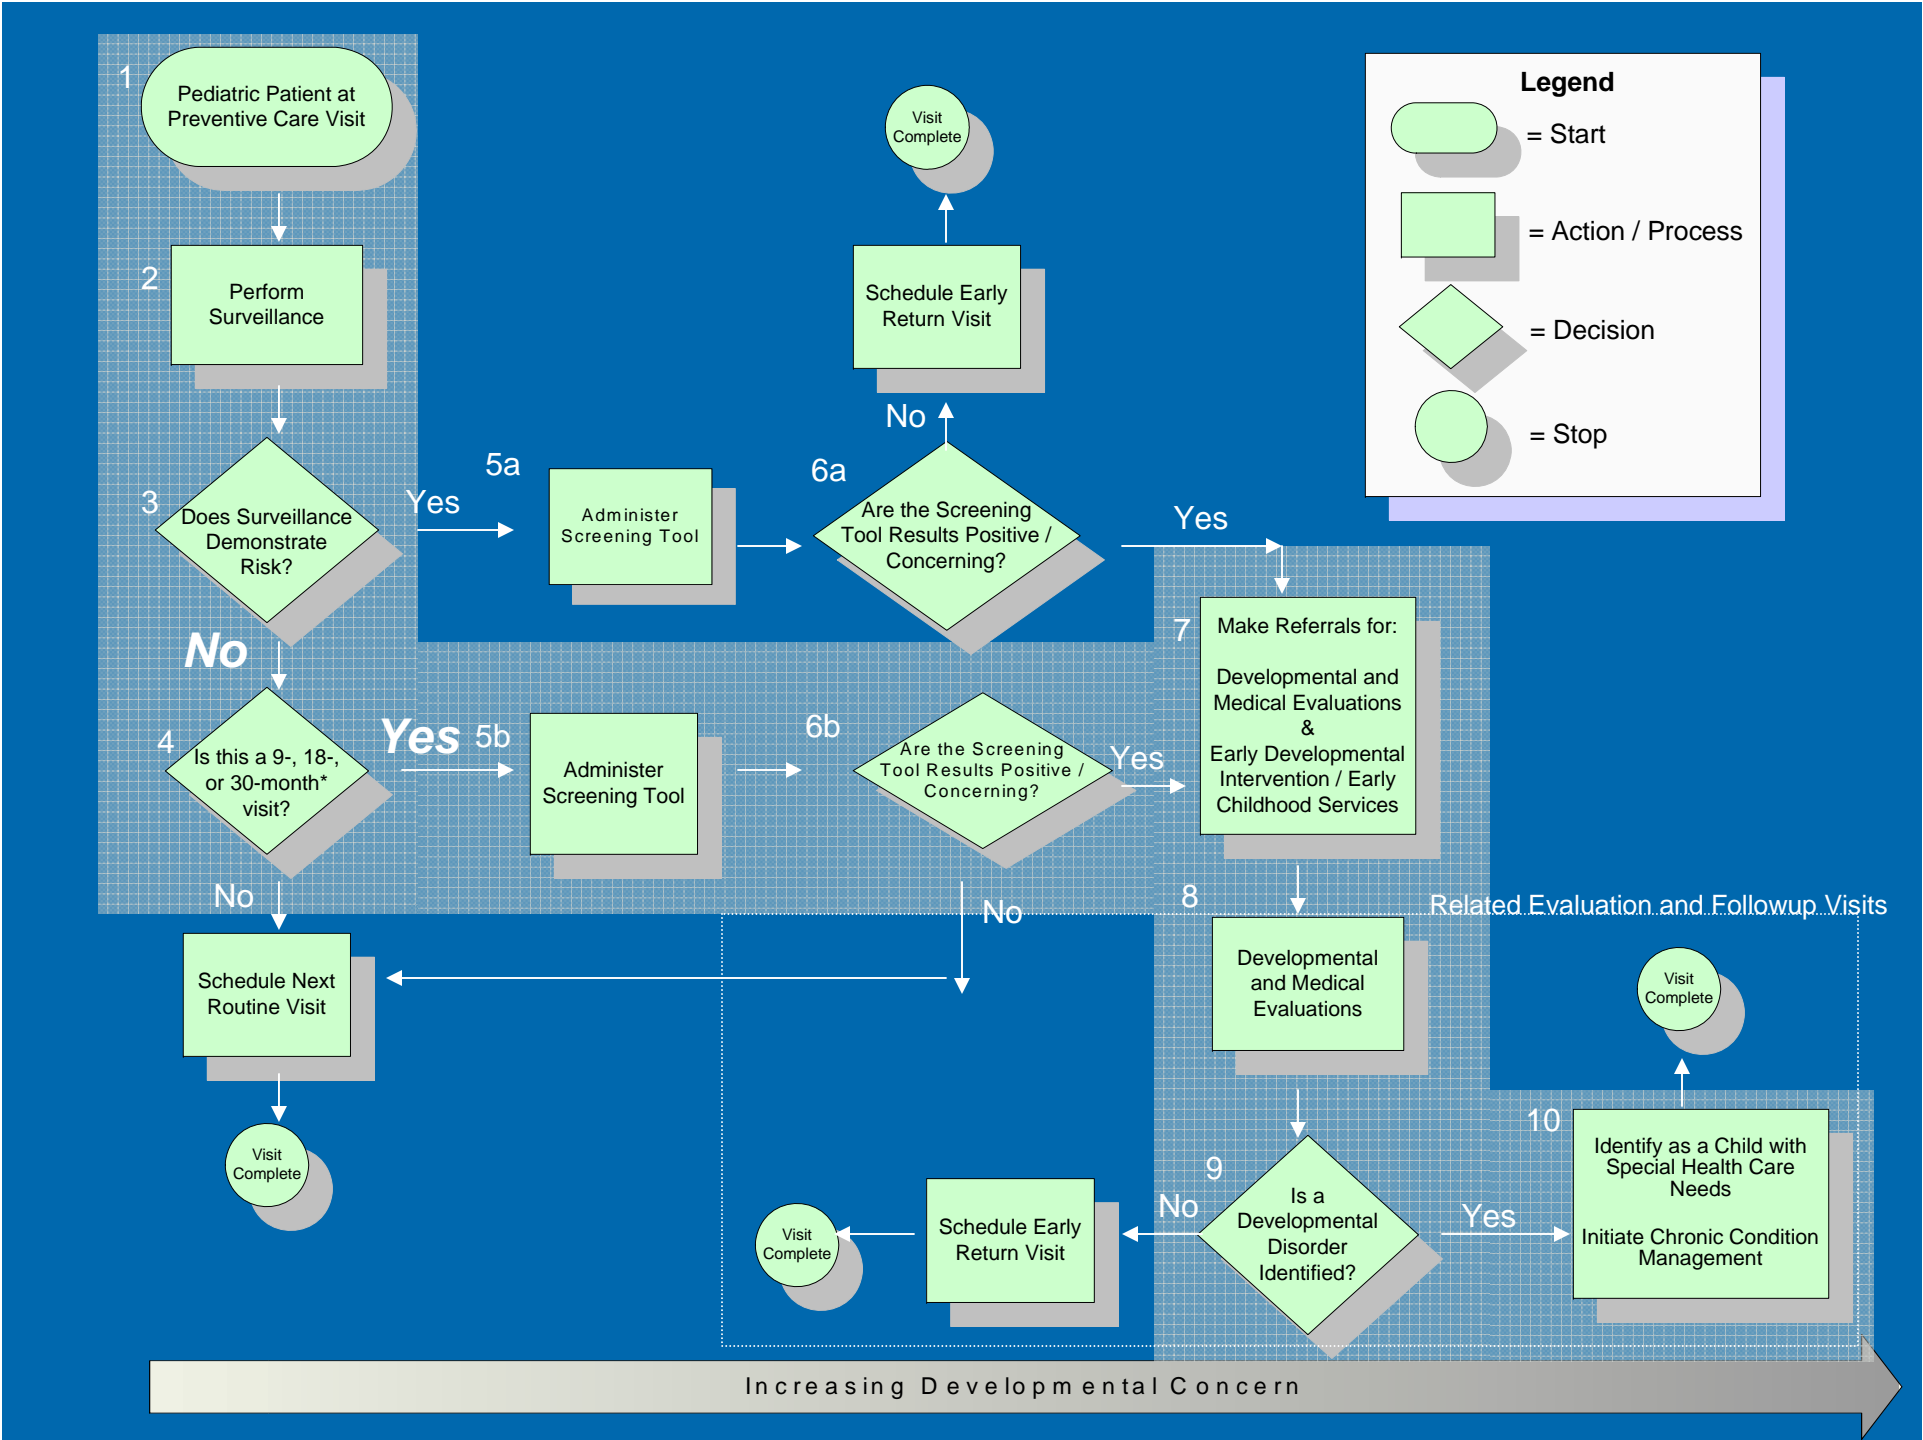 1
Pediatric Patient at
Preventive Care Visit
2
Perform
Surveillance
3
Does Surveillance
Demonstrate
Risk?
Yes
No
4
Is this a 9-, 18-,
or 30-month*
visit?
Yes
No
Schedule Next
Routine Visit
Visit
Complete
5a
Administer
Screening Tool
6a
Are the Screening
Tool Results Positive /
Concerning?
No
Schedule Early
Return Visit
Visit
Complete
Yes
5b
Administer
Screening Tool
6b
Are the Screening
Tool Results Positive /
Concerning?
Yes
No
7
Make Referrals for:
Developmental and
Medical Evaluations
&
Early Developmental
Intervention / Early
Childhood Services
Related Evaluation and Followup Visits
8
Developmental
and Medical
Evaluations
9
Is a
Developmental
Disorder
Identified?
No
Schedule Early
Return Visit
Visit
Complete
Yes
10
Identify as a Child with
Special Health Care
Needs
Initiate Chronic Condition
Management
Visit
Complete
Legend
= Start
= Action / Process
= Decision
= Stop
Increasing Developmental Concern